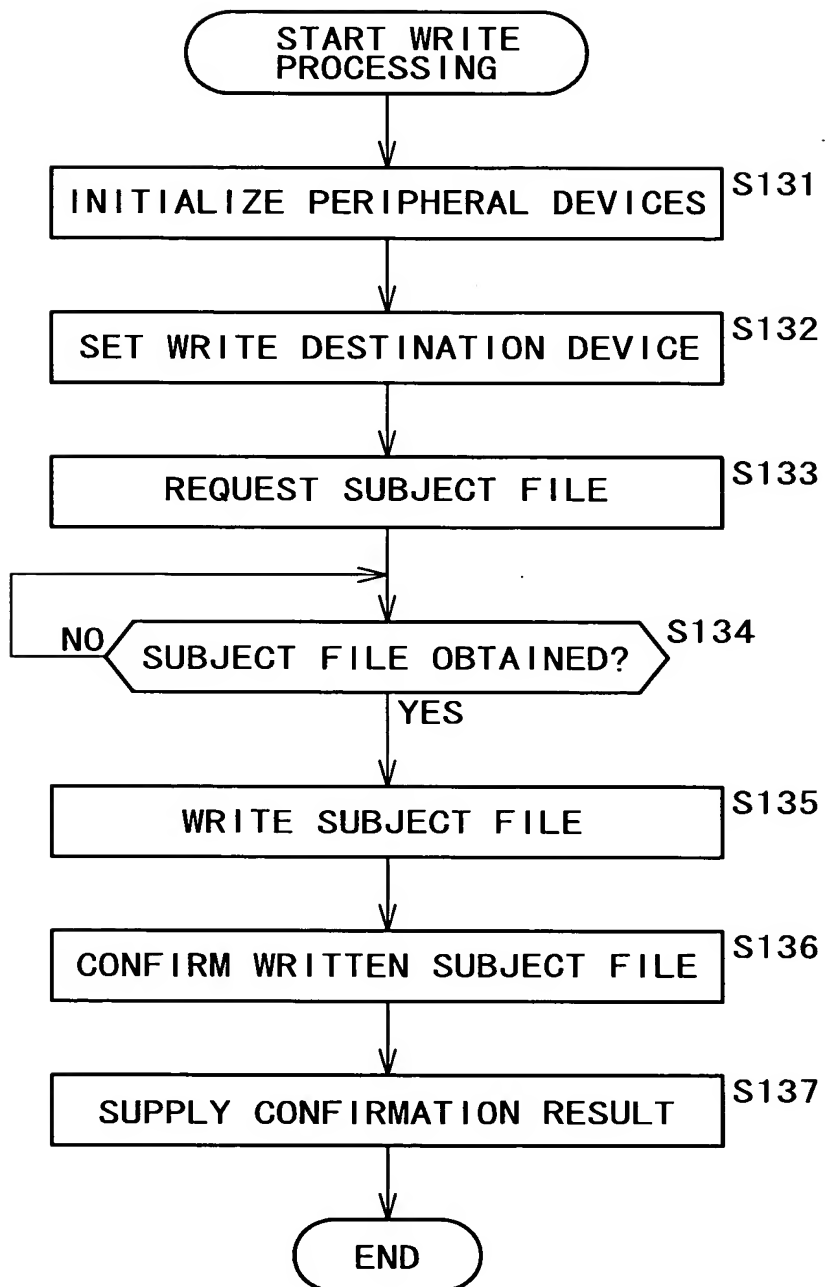 START WRITE
PROCESSING
INITIALIZE PERIPHERAL DEVICES
S131
SET WRITE DESTINATION DEVICE
S132
REQUEST SUBJECT FILE
S133
NO
SUBJECT FILE OBTAINED?
S134
YES
WRITE SUBJECT FILE
S135
CONFIRM WRITTEN SUBJECT FILE
S136
SUPPLY CONFIRMATION RESULT
S137
END